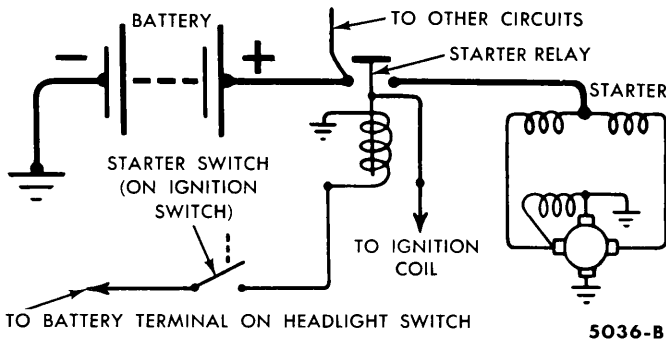 BATTERY
TO OTHER CIRCUITS
STARTER RELAY
STARTER
STARTER SWITCH
(ON IGNITION
SWITCH)
TO IGNITION
COIL
TO BATTERY TERMINAL ON HEADLIGHT SWITCH
5036-B